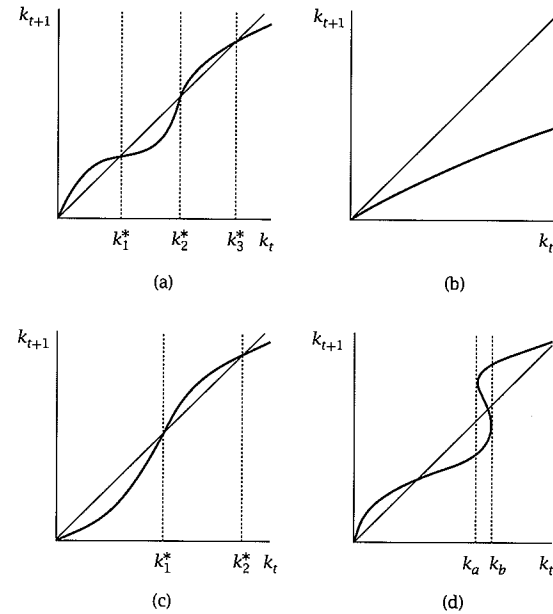 k_{t+1}
k_1^* k_2^* k_3^* k_t
(a)
k_{t+1}
k_t
(b)
k_{t+1}
k_1^* k_2^* k_t
(c)
k_{t+1}
k_a k_b k_t
(d)